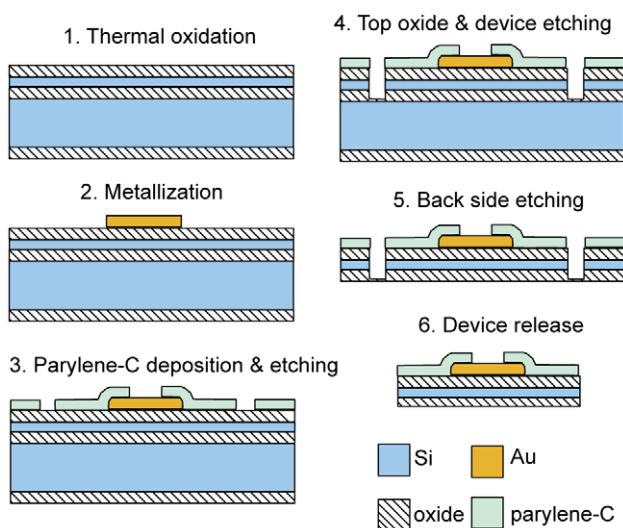 1. Thermal oxidation
2. Metallization
3. Parylene-C deposition & etching
4. Top oxide & device etching
5. Back side etching
6. Device release
Si
Au
oxide
parylene-C